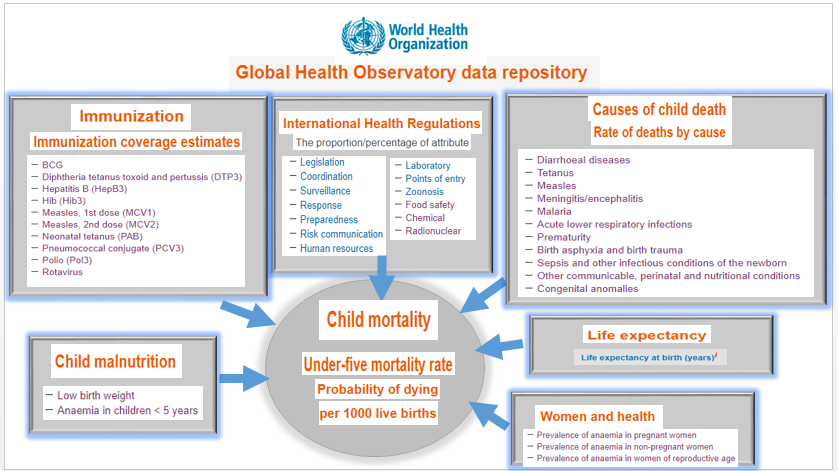 World Health
Organization
Global Health Observatory data repository
Immunization
Immunization coverage estimates
– BCG
– Diphtheria tetanus toxoid and pertussis (DTP3)
– Hepatitis B (HepB3)
– Hib (Hib3)
– Measles, 1st dose (MCV1)
– Measles, 2nd dose (MCV2)
– Neonatal tetanus (PAB)
– Pneumococcal conjugate (PCV3)
– Polio (Pol3)
– Rotavirus
International Health Regulations
The proportion/percentage of attribute
– Legislation
– Coordination
– Surveillance
– Response
– Preparedness
– Risk communication
– Human resources
– Laboratory
– Points of entry
– Zoonosis
– Food safety
– Chemical
– Radionuclear
Causes of child death
Rate of deaths by cause
– Diarrhoeal diseases
– Tetanus
– Measles
– Meningitis/encephalitis
– Malaria
– Acute lower respiratory infections
– Prematurity
– Birth asphyxia and birth trauma
– Sepsis and other infectious conditions of the newborn
– Other communicable, perinatal and nutritional conditions
– Congenital anomalies
Child malnutrition
– Low birth weight
– Anaemia in children < 5 years
Child mortality
Under-five mortality rate
Probability of dying
per 1000 live births
Life expectancy
Life expectancy at birth (years)i
Women and health
– Prevalence of anaemia in pregnant women
– Prevalence of anaemia in non-pregnant women
– Prevalence of anaemia in women of reproductive age